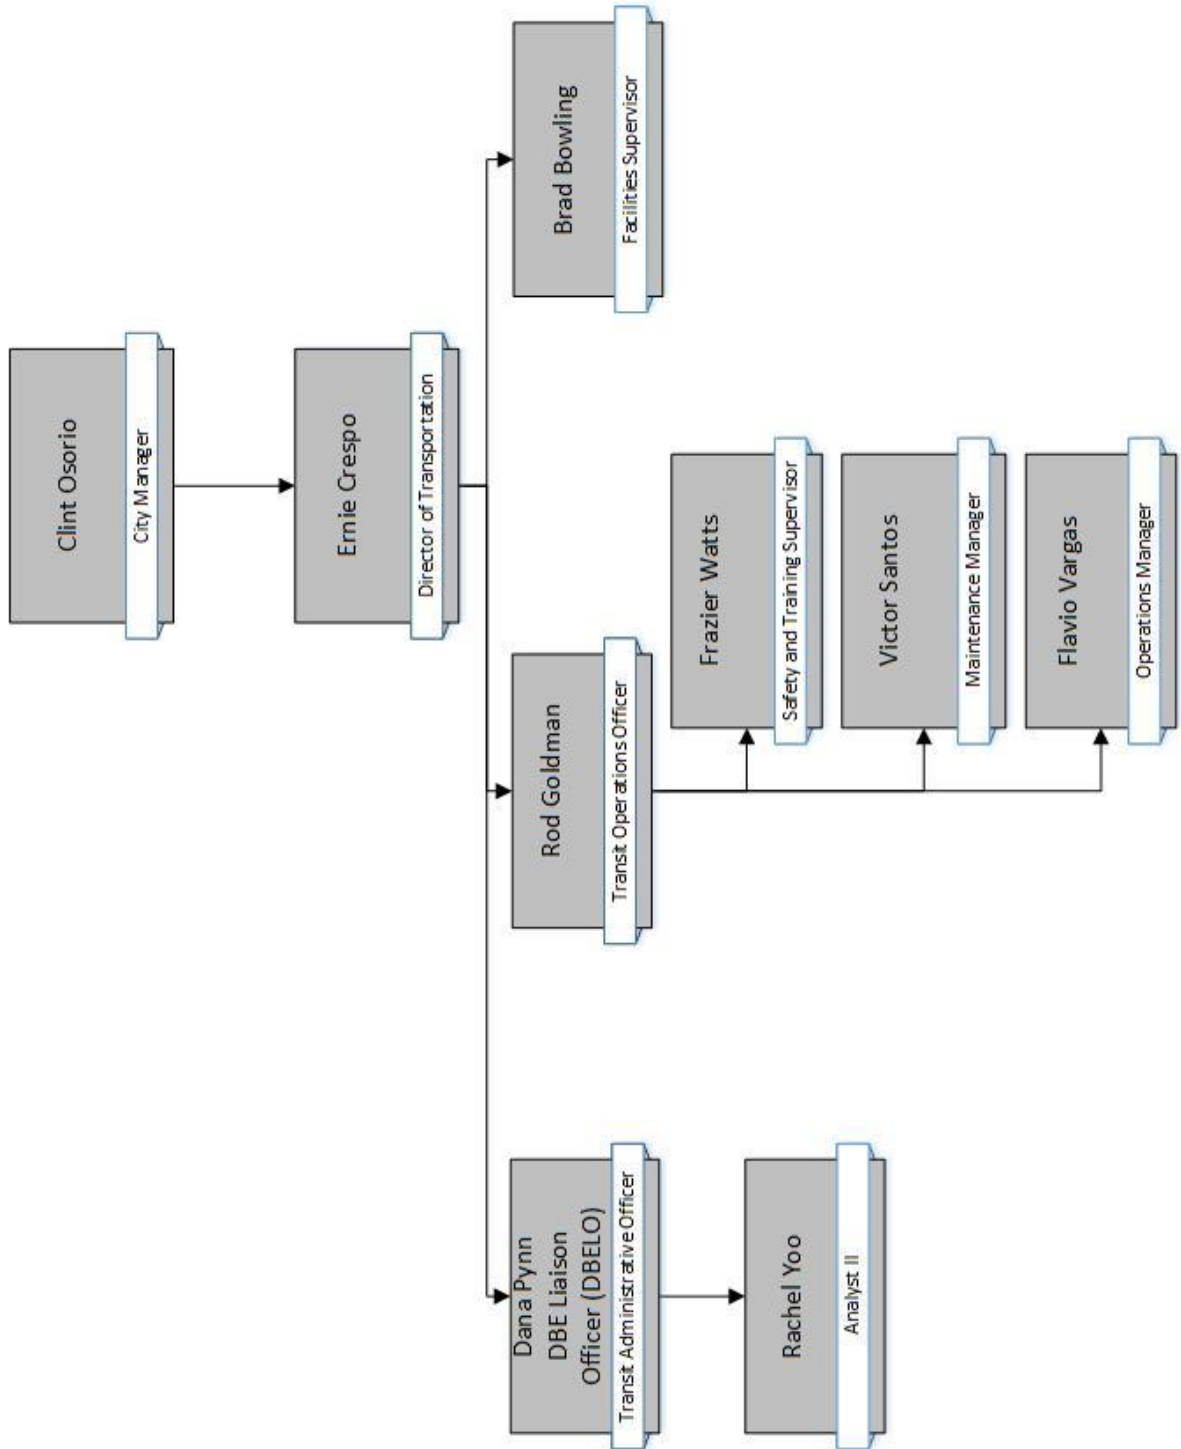 Clint Osorio
City Manager
Ernie Crespo
Director of Transportation
Dana Pynn
DBE Liaison
Officer (DBELO)
Transit Administrative Officer
Rod Goldman
Transit Operations Officer
Brad Bowling
Facilities Supervisor
Rachel Yoo
Analyst II
Frazier Watts
Safety and Training Supervisor
Victor Santos
Maintenance Manager
Flavio Vargas
Operations Manager